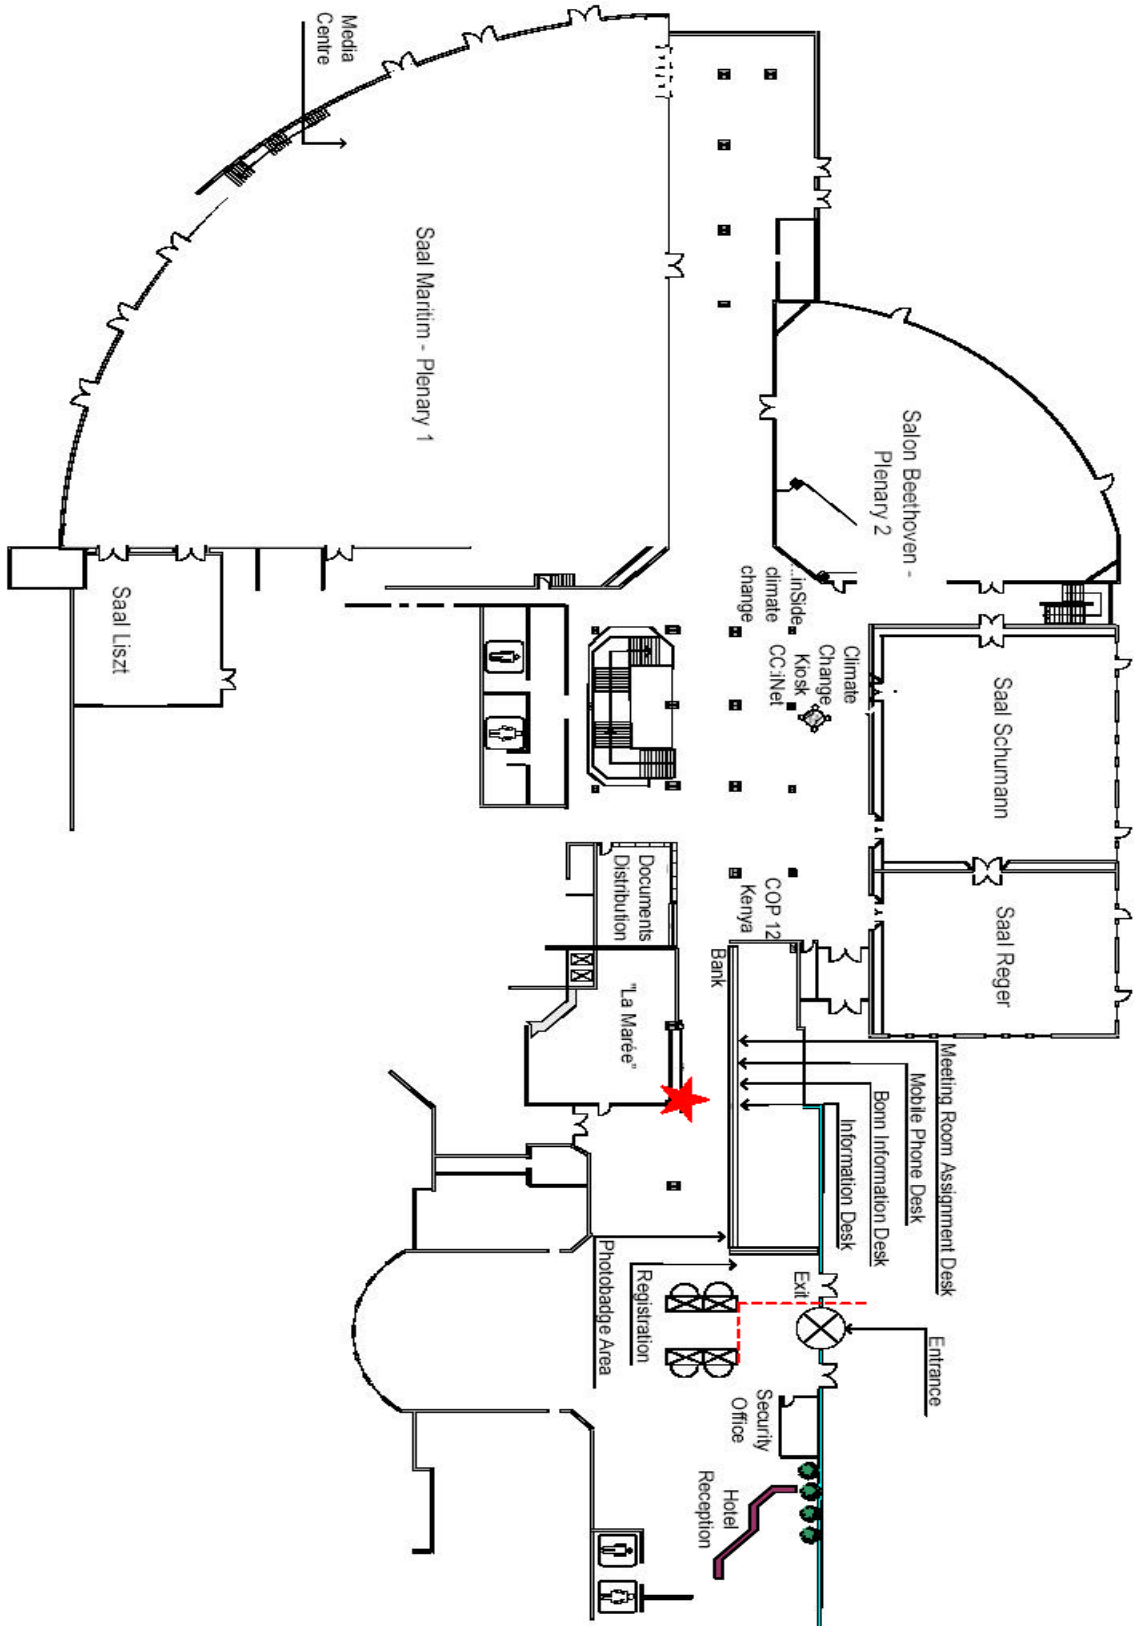 Media
Centre
Saal Maritim - Plenary 1
Salon Beethoven -
Plenary 2
Saal Liszt
...inSide
climate
change
Climate
Change
Kiosk
CC:iNet
Saal Schumann
Saal Reger
Documents
Distribution
COP 12
Kenya
Bank
"La Marée"
Meeting Room Assignment Desk
Mobile Phone Desk
Bonn Information Desk
Information Desk
Photobadge Area
Registration
Exit
Entrance
Security
Office
Hotel
Reception